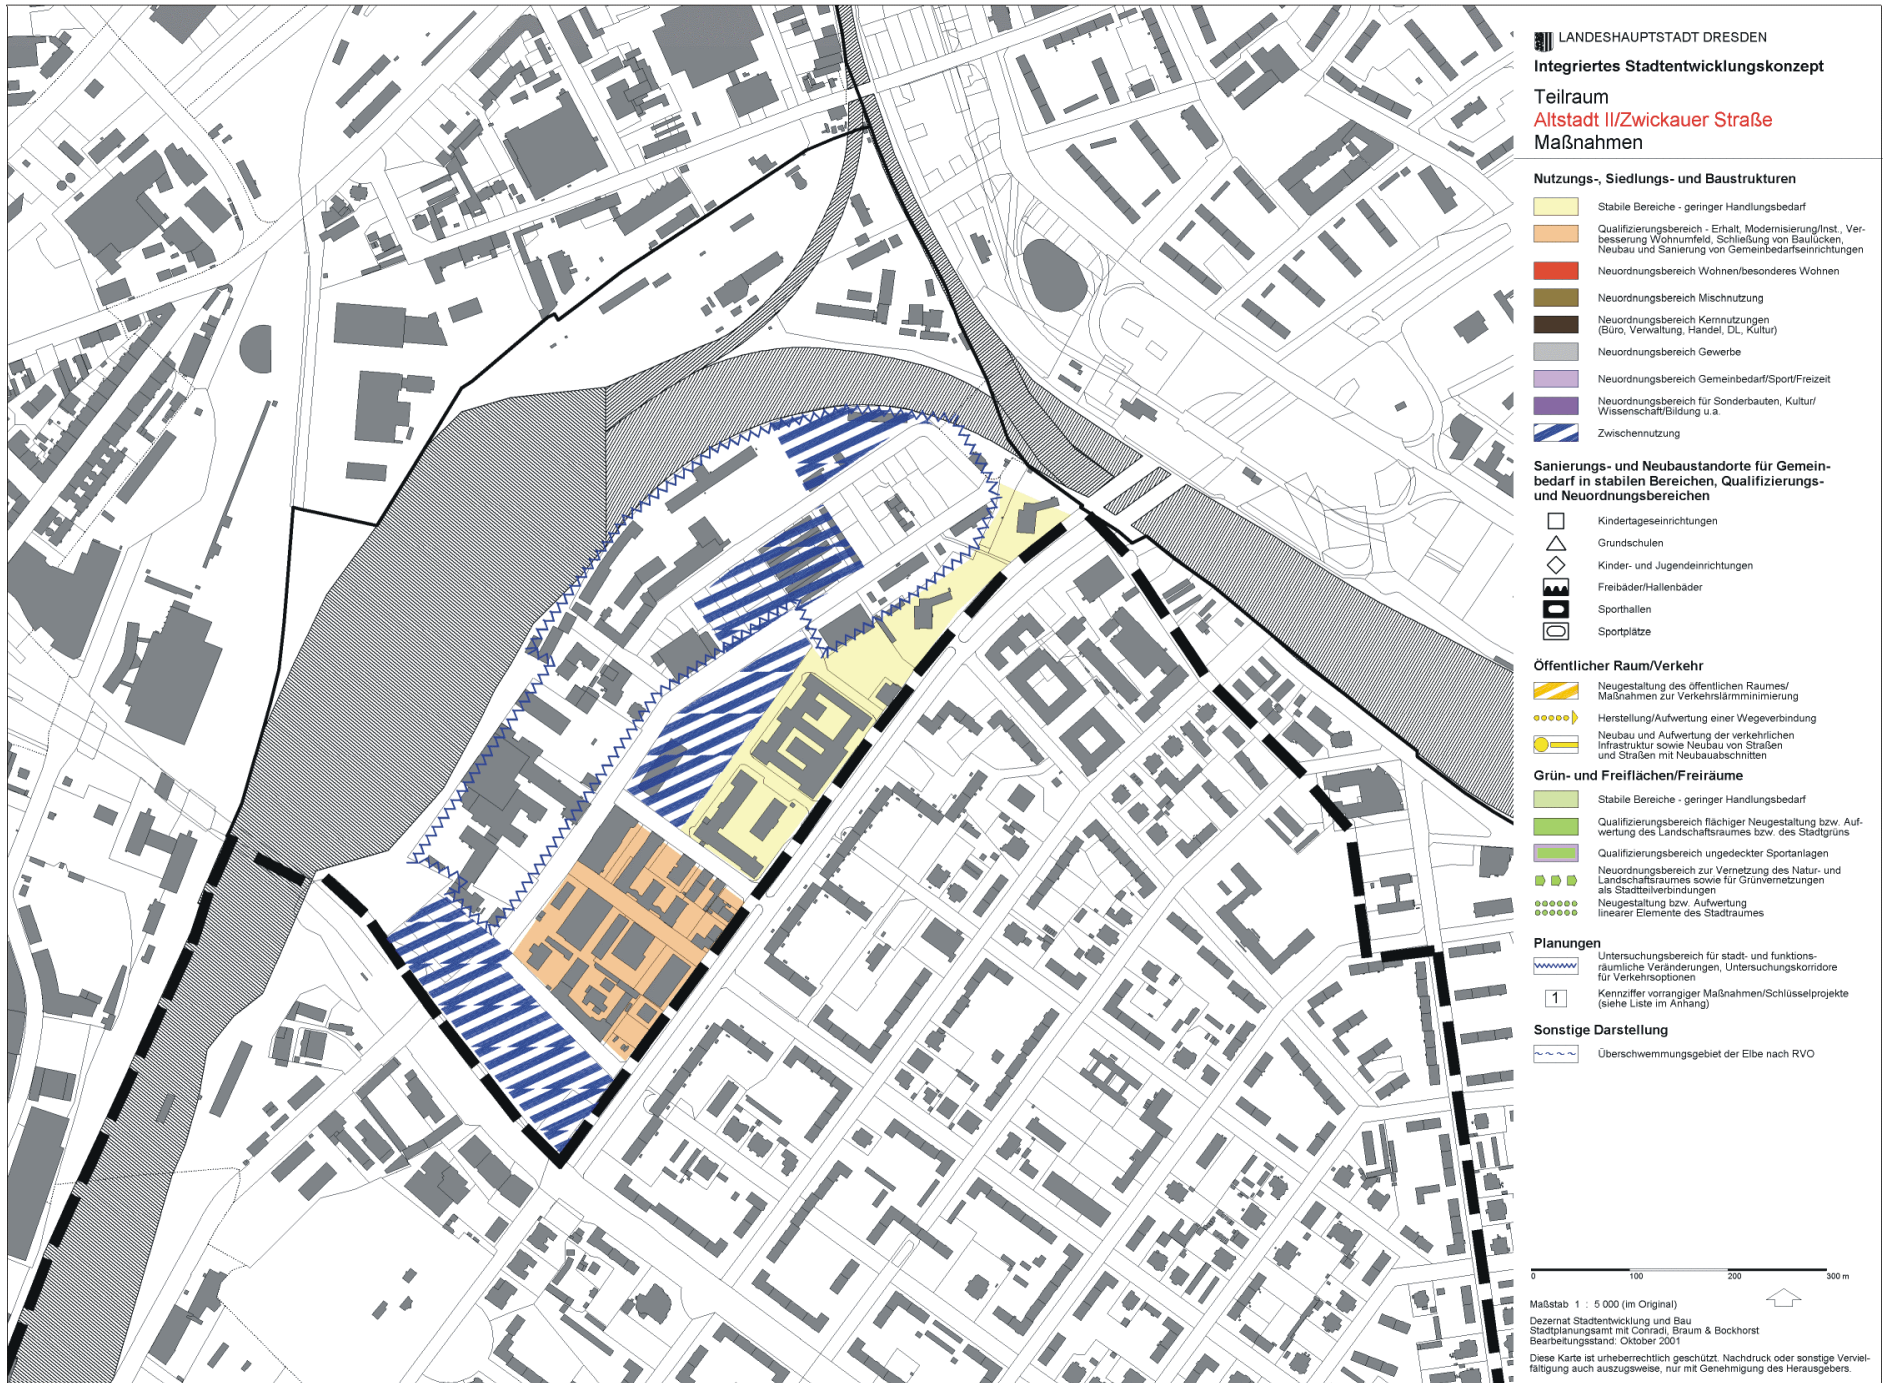 LANDESHAUPTSTADT DRESDEN
Integriertes Stadtentwicklungskonzept
Teilraum
Altstadt II/Zwickauer Straße
Maßnahmen
Nutzungs-, Siedlungs- und Baustrukturen
Stabile Bereiche - geringer Handlungsbedarf
Qualifizierungsbereich - Erhalt, Modernisierung/Inst., Ver-
besserung Wohnumfeld, Schließung von Baulücken,
Neubau und Sanierung von Gemeinbedarfseinrichtungen
Neuordnungsbereich Wohnen/besonderes Wohnen
Neuordnungsbereich Mischnutzung
Neuordnungsbereich Kernnutzungen
(Büro, Verwaltung, Handel, DL, Kultur)
Neuordnungsbereich Gewerbe
Neuordnungsbereich Gemeinbedarf/Sport/Freizeit
Neuordnungsbereich für Sonderbauten, Kultur/
Wissenschaft/Bildung u.a.
Zwischennutzung
Sanierungs- und Neubaustandorte für Gemein-
bedarf in stabilen Bereichen, Qualifizierungs-
und Neuordnungsbereichen
Kindertageseinrichtungen
Grundschulen
Kinder- und Jugendeinrichtungen
Freibäder/Hallenbäder
Sporthallen
Sportplätze
Öffentlicher Raum/Verkehr
Neugestaltung des öffentlichen Raumes/
Maßnahmen zur Verkehrslärmminimierung
Herstellung/Aufwertung einer Wegeverbindung
Neubau und Aufwertung der verkehrlichen
Infrastruktur sowie Neubau von Straßen
und Straßen mit Neubauabschnitten
Grün- und Freiflächen/Freiräume
Stabile Bereiche - geringer Handlungsbedarf
Qualifizierungsbereich flächiger Neugestaltung bzw. Auf-
wertung des Landschaftsraumes bzw. des Stadtgrüns
Qualifizierungsbereich ungedeckter Sportanlagen
Neuordnungsbereich zur Vernetzung des Natur- und
Landschaftsraumes sowie für Grünvernetzungen
als Stadtteilverbindungen
Neugestaltung bzw. Aufwertung
linearer Elemente des Stadtraumes
Planungen
Untersuchungsbereich für stadt- und funktions-
räumliche Veränderungen, Untersuchungskorridore
für Verkehrsoptionen
1
Kennziffer vorrangiger Maßnahmen/Schlüsselprojekte
(siehe Liste im Anhang)
Sonstige Darstellung
Überschwemmungsgebiet der Elbe nach RVO
0 100 200 300 m
Maßstab 1 : 5 000 (im Original)
Dezernat Stadtentwicklung und Bau
Stadtplanungsamt mit Conradi, Braum & Bockhorst
Bearbeitungsstand: Oktober 2001
Diese Karte ist urheberrechtlich geschützt. Nachdruck oder sonstige Verviel-
fältigung auch auszugsweise, nur mit Genehmigung des Herausgebers.